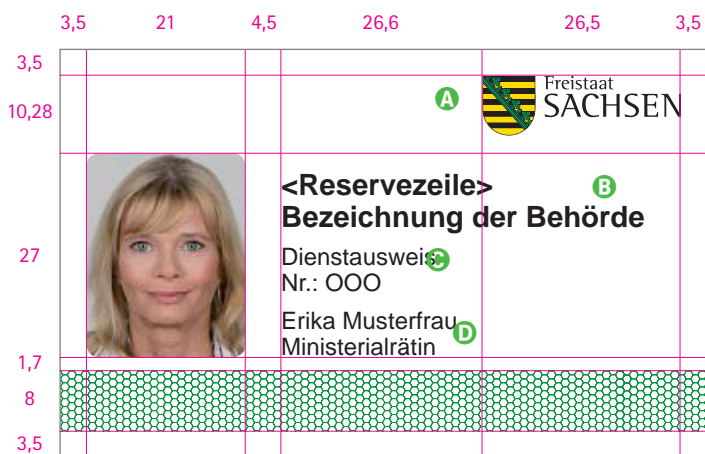 3,5 21 4,5 26,6 26,5 3,5
3,5
10,28
A
Freistaat
SACHSEN
<Reservezeile>
B
Bezeichnung der Behörde
27
Dienstausweis
C
Nr.: OOO
Erika Musterfrau
D
Ministerialrätin
1,7
8
3,5